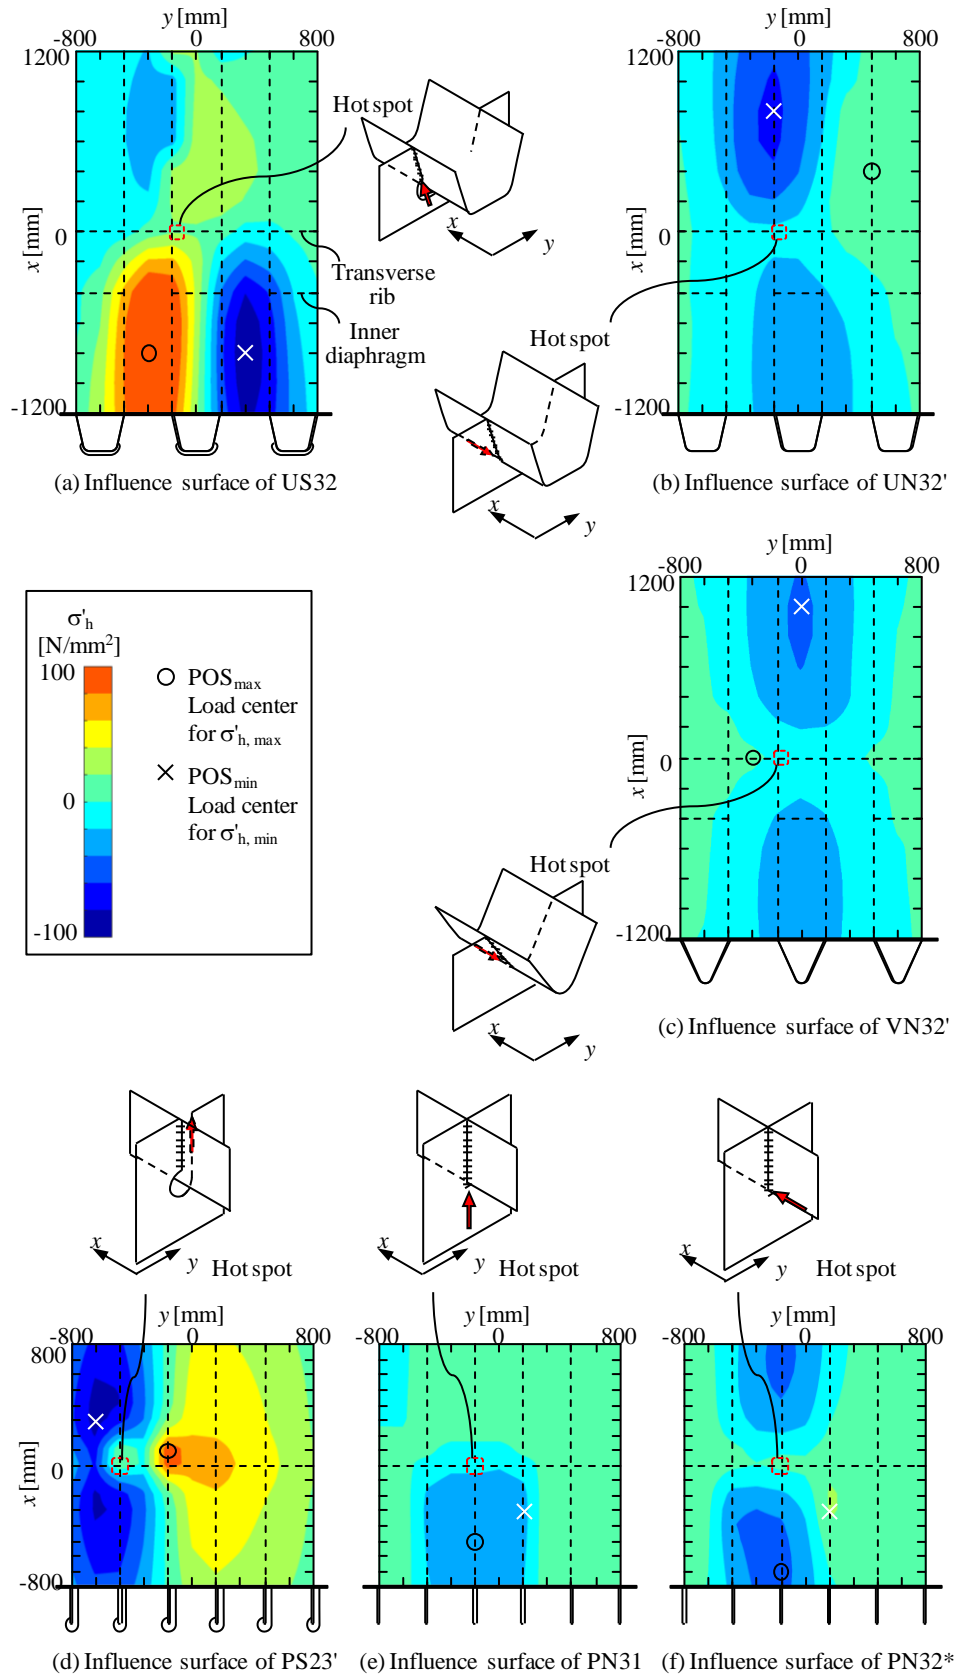 y [mm]
-800 0 800
1200
0
-1200
x [mm]
Hot spot
x
y
Transverse
rib
Inner
diaphragm
(a) Influence surface of US32
y [mm]
-800 0 800
1200
0
-1200
x [mm]
Hot spot
x
y
(b) Influence surface of UN32'
σ'h
[N/mm²]
100
0
-100
POSmax
Load center
for σ'h, max
POSmin
Load center
for σ'h, min
y [mm]
-800 0 800
1200
0
-1200
x [mm]
Hot spot
x
y
(c) Influence surface of VN32'
x
y
Hot spot
y [mm]
-800 0 800
800
0
-800
x [mm]
(d) Influence surface of PS23'
x
y
Hot spot
y [mm]
-800 0 800
(e) Influence surface of PN31
x
y
Hot spot
y [mm]
-800 0 800
(f) Influence surface of PN32*